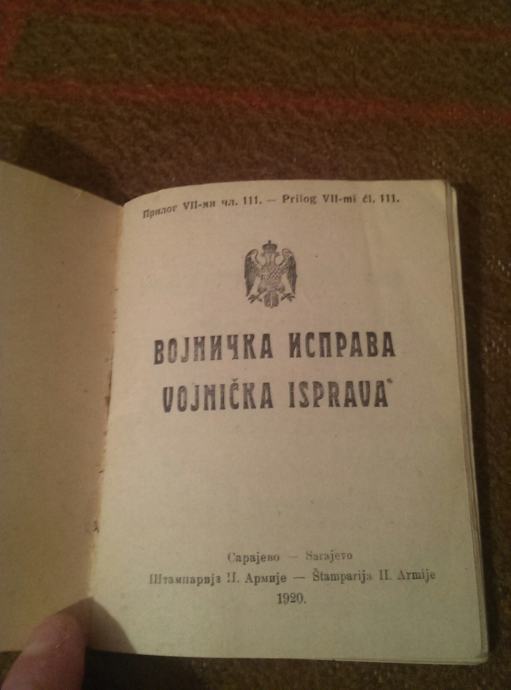 Прилог VII-ми чл. 111. — Prilog VII-mi čl. 111.
ВОЈНИЧКА ИСПРАВА
VOJNIČKA ISPRAVA
Сарајево — Sarajevo
Штампарија II. Армије — Štamparija II. Armije
1920.